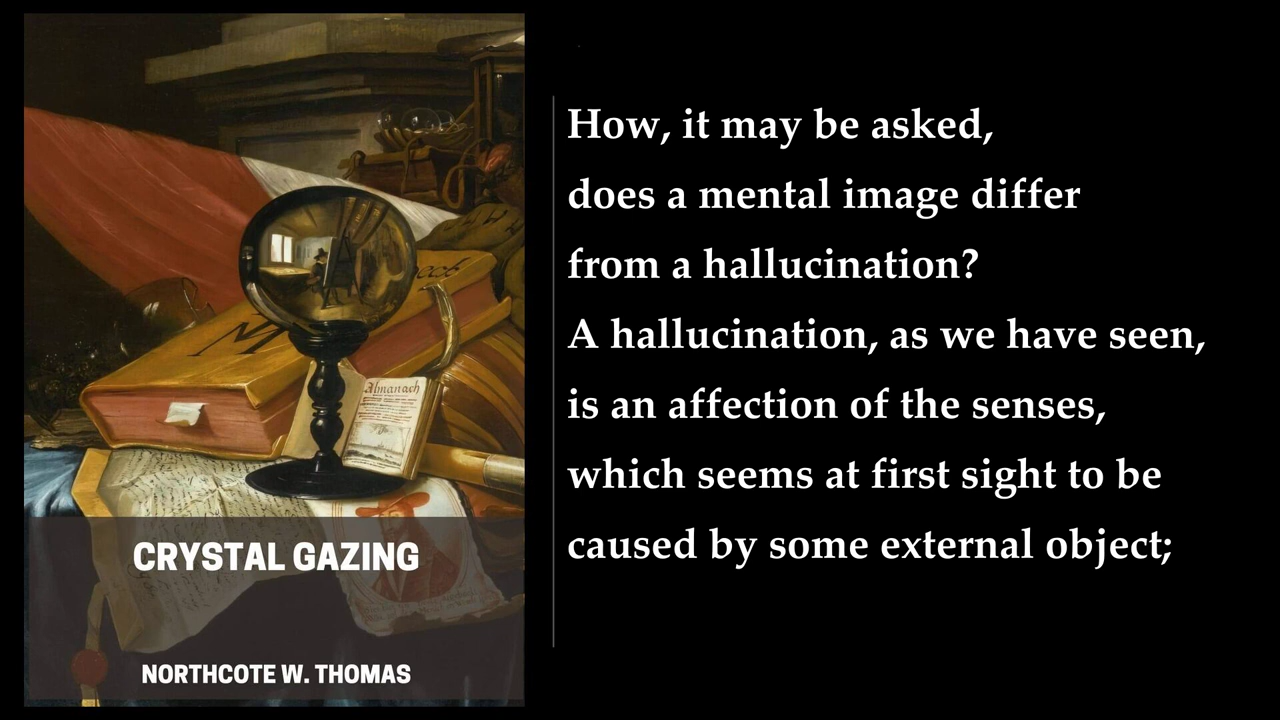 How, it may be asked,
does a mental image differ
from a hallucination?
A hallucination, as we have seen,
is an affection of the senses,
which seems at first sight to be
caused by some external object;
Almanach
CRYSTAL GAZING
NORTHCOTE W. THOMAS